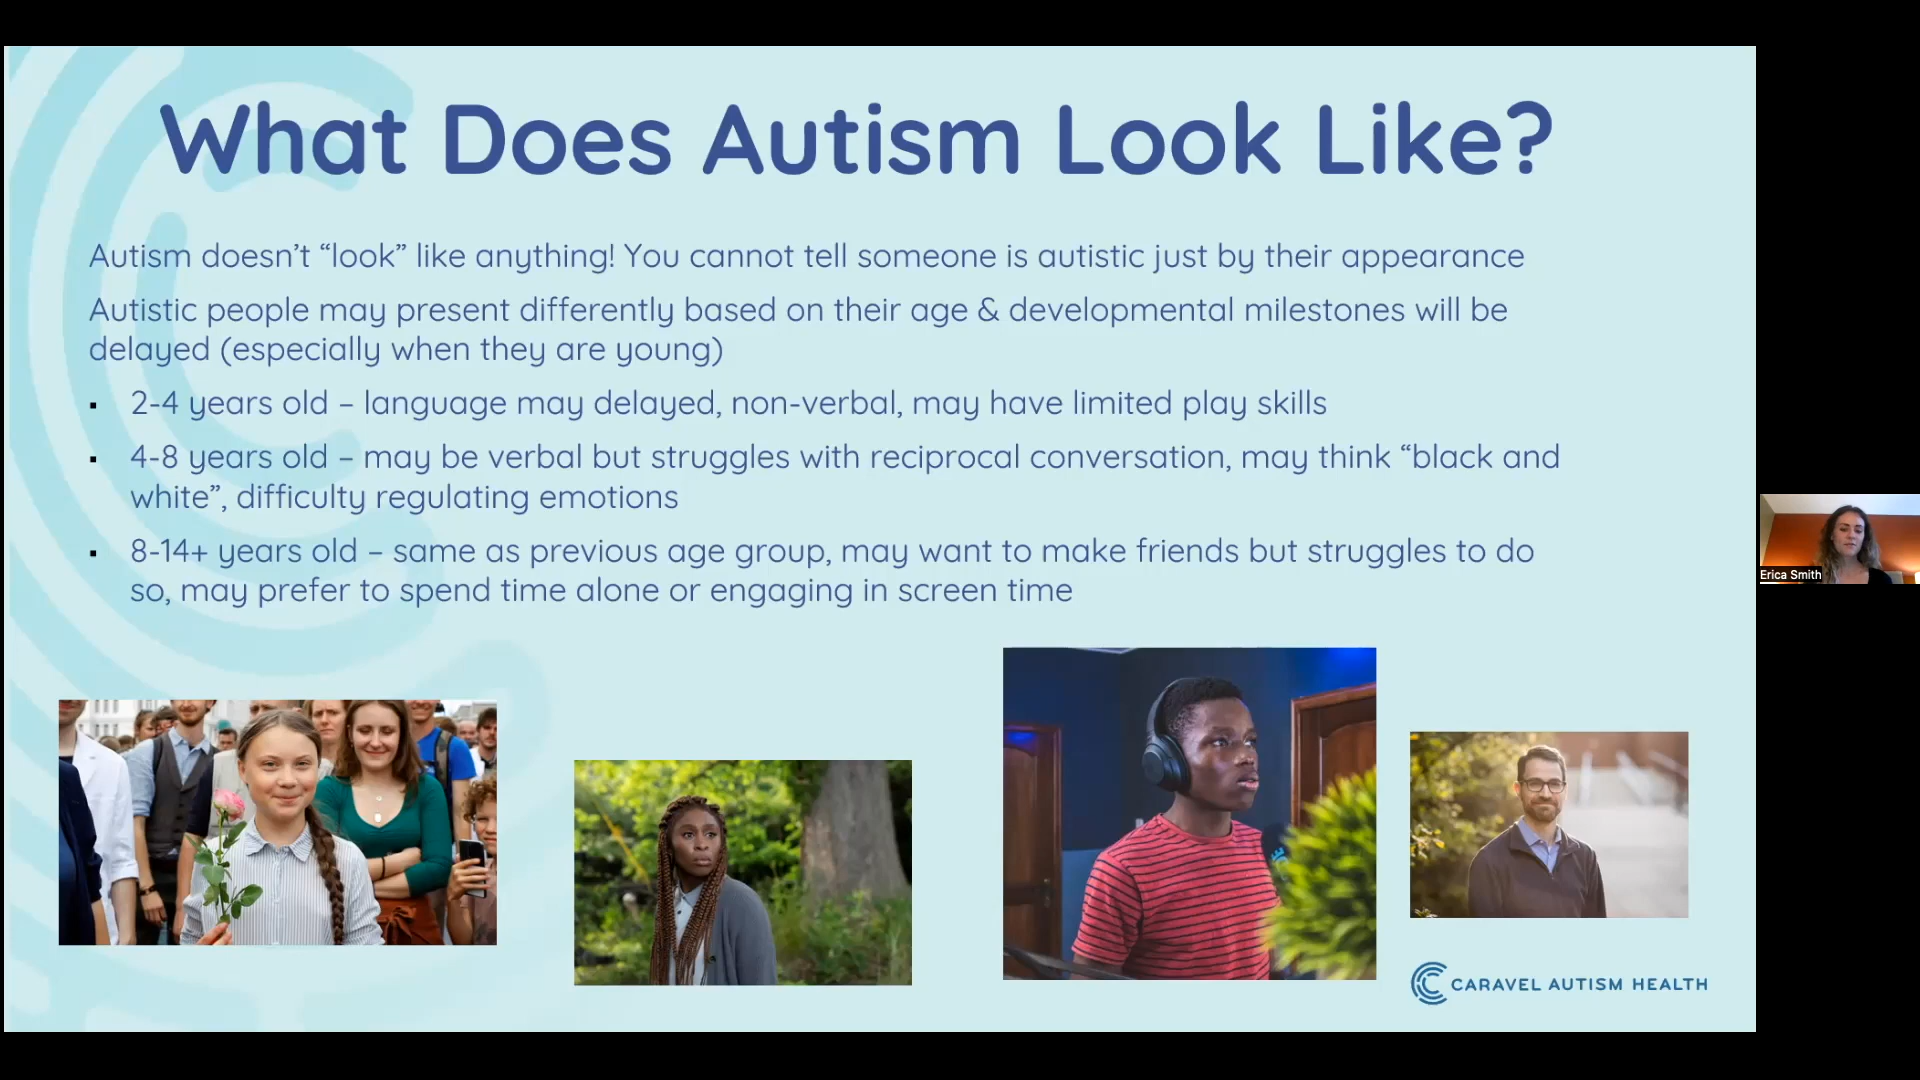 What Does Autism Look Like?
Autism doesn’t “look” like anything! You cannot tell someone is autistic just by their appearance
Autistic people may present differently based on their age & developmental milestones will be
delayed (especially when they are young)
▪ 2-4 years old – language may delayed, non-verbal, may have limited play skills
▪ 4-8 years old – may be verbal but struggles with reciprocal conversation, may think “black and
white”, difficulty regulating emotions
▪ 8-14+ years old – same as previous age group, may want to make friends but struggles to do
so, may prefer to spend time alone or engaging in screen time
Erica Smith
CARAVEL AUTISM HEALTH